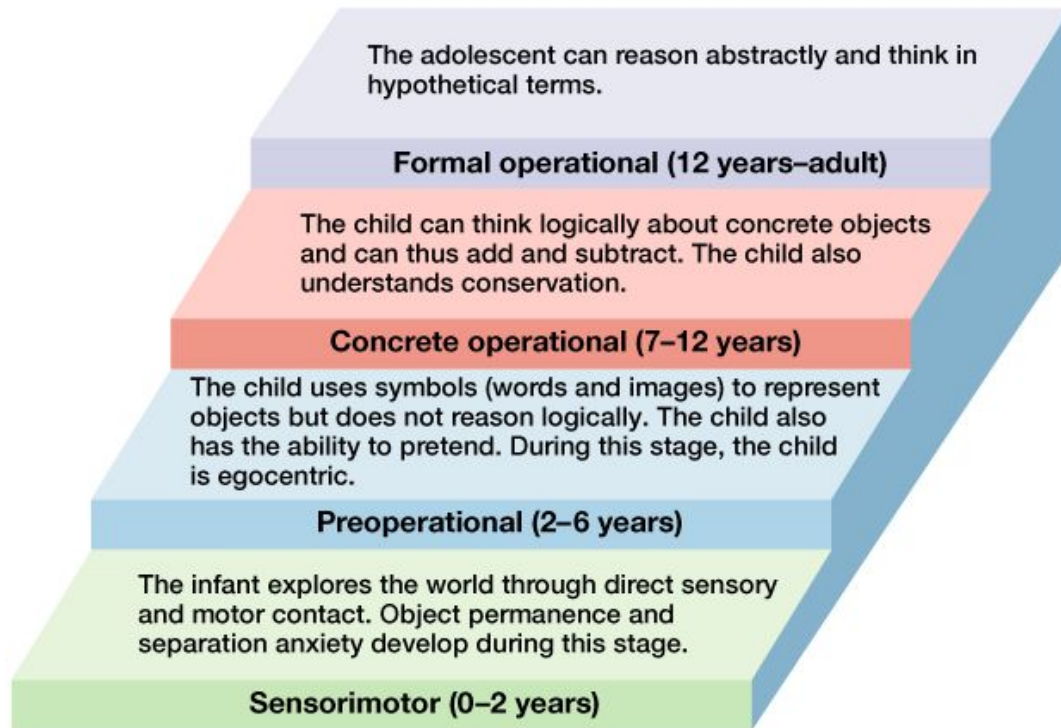 The adolescent can reason abstractly and think in
hypothetical terms.
Formal operational (12 years–adult)
The child can think logically about concrete objects
and can thus add and subtract. The child also
understands conservation.
Concrete operational (7–12 years)
The child uses symbols (words and images) to represent
objects but does not reason logically. The child also
has the ability to pretend. During this stage, the child
is egocentric.
Preoperational (2–6 years)
The infant explores the world through direct sensory
and motor contact. Object permanence and
separation anxiety develop during this stage.
Sensorimotor (0–2 years)